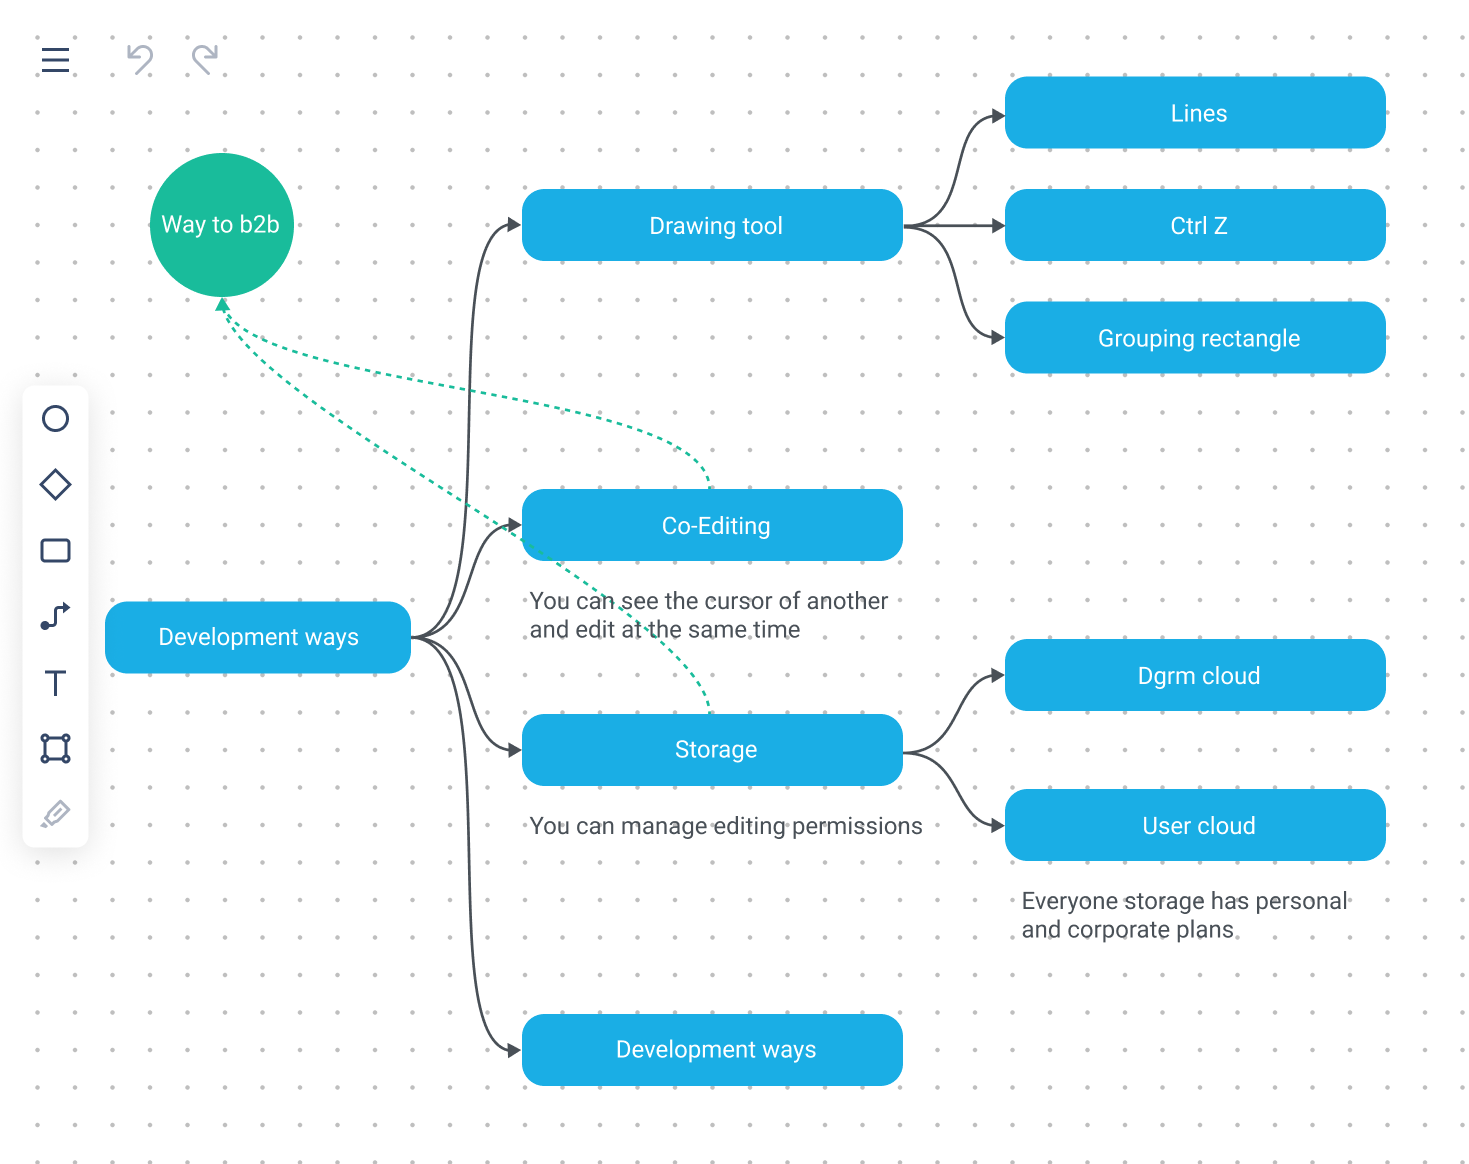 Way to b2b
Drawing tool
Lines
Ctrl Z
Grouping rectangle
Co-Editing
You can see the cursor of another
and edit at the same time
Development ways
Storage
You can manage editing permissions
Dgrm cloud
User cloud
Everyone storage has personal
and corporate plans
Development ways